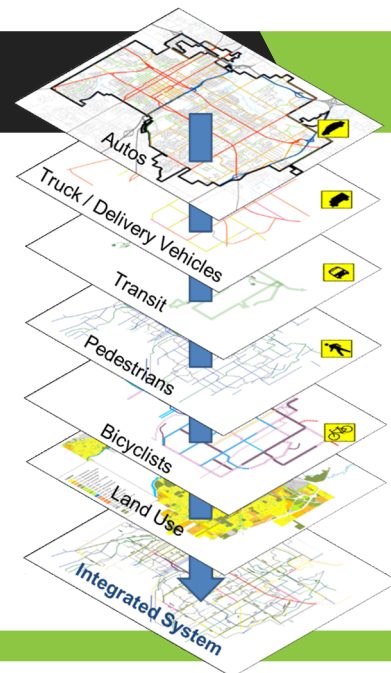 Autos
Truck / Delivery Vehicles
Transit
Pedestrians
Bicyclists
Land Use
Integrated System